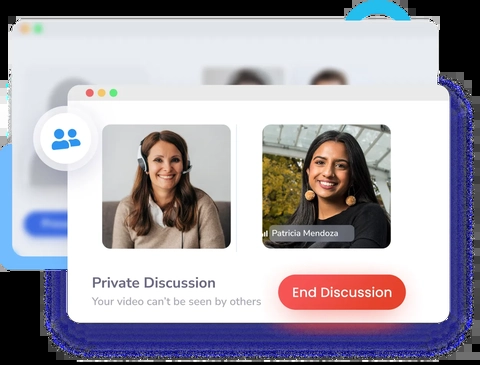 Patricia Mendoza
Private Discussion
Your video can't be seen by others
End Discussion